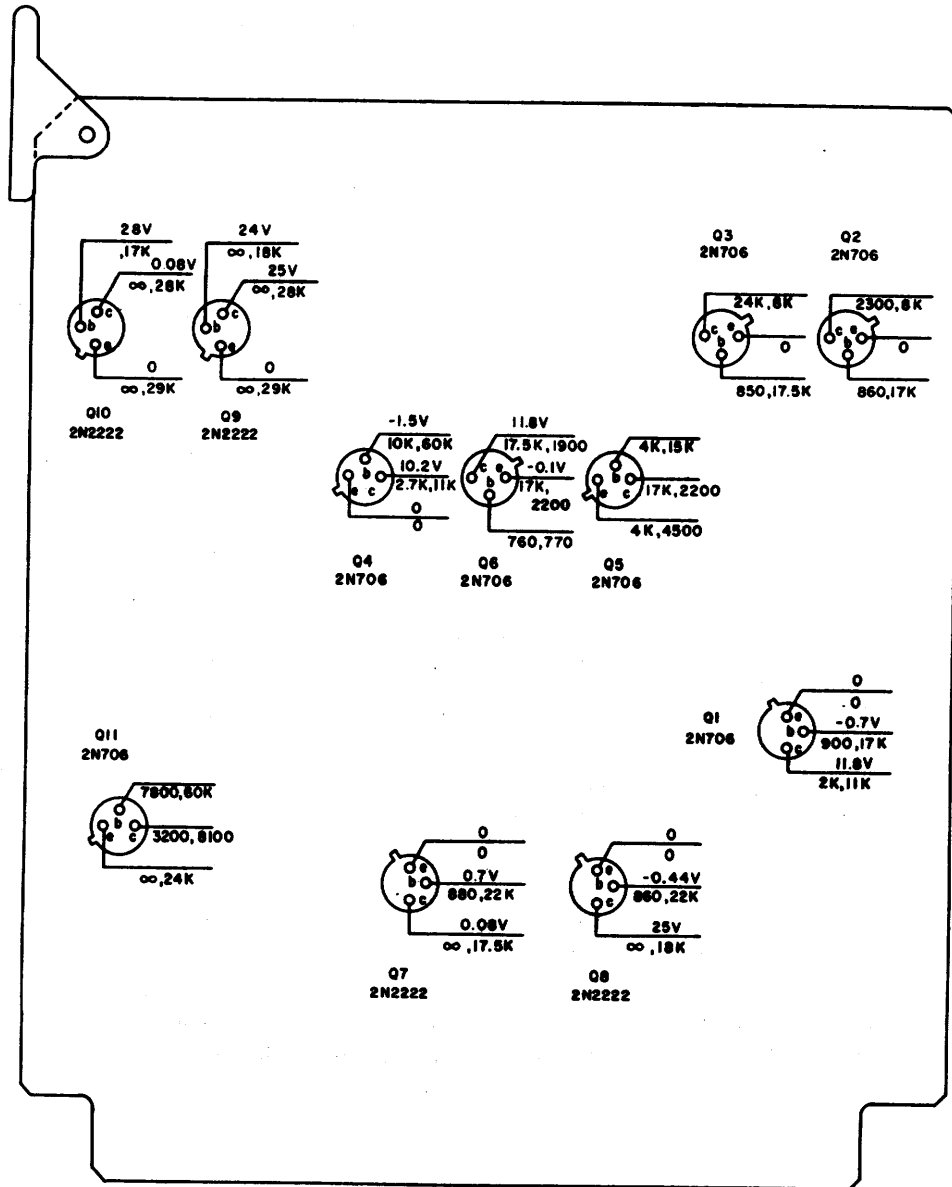 28V
,17K
0.08V
∞,28K
b
c
e
0
∞,29K
Q10
2N2222
24V
∞,18K
25V
∞,28K
b
c
e
0
∞,29K
Q9
2N2222
Q3
2N706
24K,8K
c
e
b
0
850,17.5K
Q2
2N706
2300,8K
c
e
b
0
860,17K
-1.5V
10K,60K
b
10.2V
2.7K,11K
e
c
0
0
Q4
2N706
11.8V
17.5K,1900
c
e
b
-0.1V
17K,
2200
760,770
Q6
2N706
4K,15K
b
e
c
17K,2200
4K,4500
Q5
2N706
Q1
2N706
0
0
e
b
c
-0.7V
900,17K
11.8V
2K,11K
Q11
2N706
7800,60K
b
e
c
3200,8100
∞,24K
0
0
e
b
c
0.7V
880,22K
0.08V
∞,17.5K
Q7
2N2222
0
0
e
b
c
-0.44V
860,22K
25V
∞,18K
Q8
2N2222